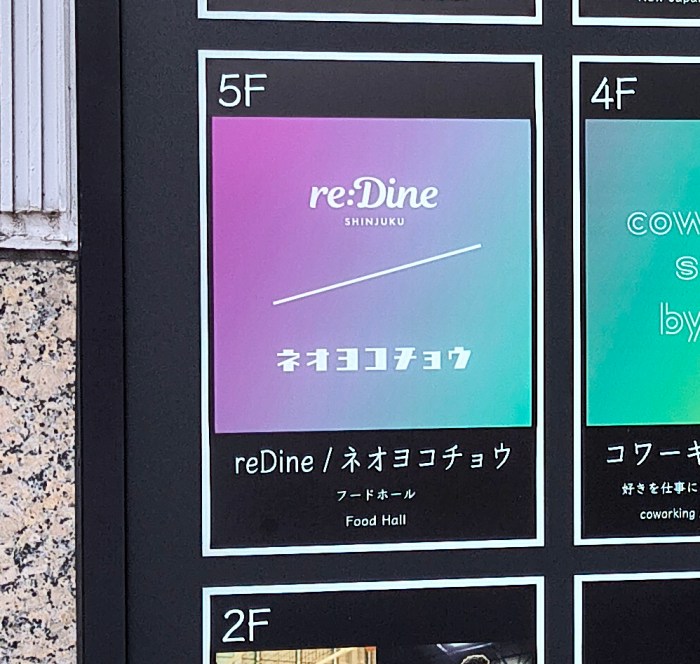 5F
re:Dine
SHINJUKU
ネオヨコチョウ
reDine / ネオヨコチョウ
フードホール
Food Hall
4F
cow
s
by
コワーキ
好きを仕事に
coworking
2F